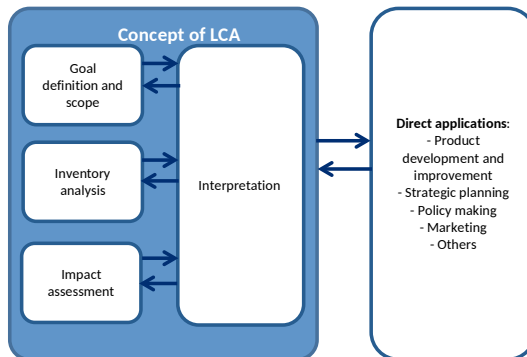 Concept of LCA
Goal
definition and
scope
Inventory
analysis
Impact
assessment
Interpretation
Direct applications:
- Product
development and
improvement
- Strategic planning
- Policy making
- Marketing
- Others